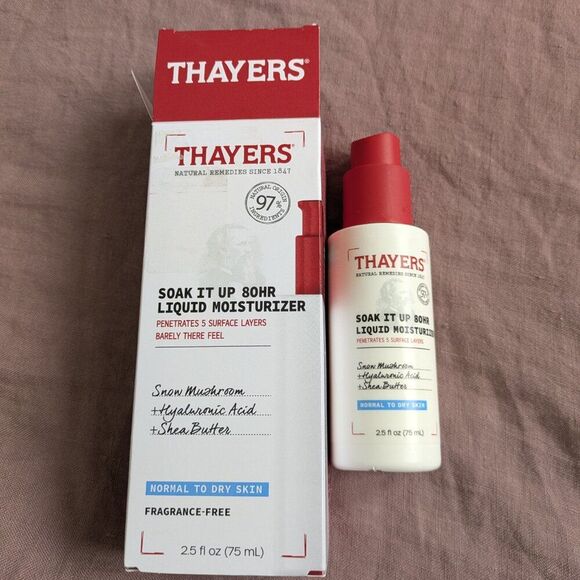 THAYERS®
THAYERS®
NATURAL REMEDIES SINCE 1847
NATURAL ORIGIN
97%
INGREDIENTS
SOAK IT UP 80HR
LIQUID MOISTURIZER
PENETRATES 5 SURFACE LAYERS
BARELY THERE FEEL
Snow Mushroom
+Hyaluronic Acid
+Shea Butter
NORMAL TO DRY SKIN
FRAGRANCE-FREE
2.5 fl oz (75 mL)
THAYERS®
NATURAL REMEDIES SINCE 1847
97%
SOAK IT UP 80HR
LIQUID MOISTURIZ
PENETRATES 5 SURFACE LAYERS
Snow Mushroom
+Hyaluronic Acid
+Shea Butter
NORMAL TO DRY SKIN
2.5 fl oz (75 mL)